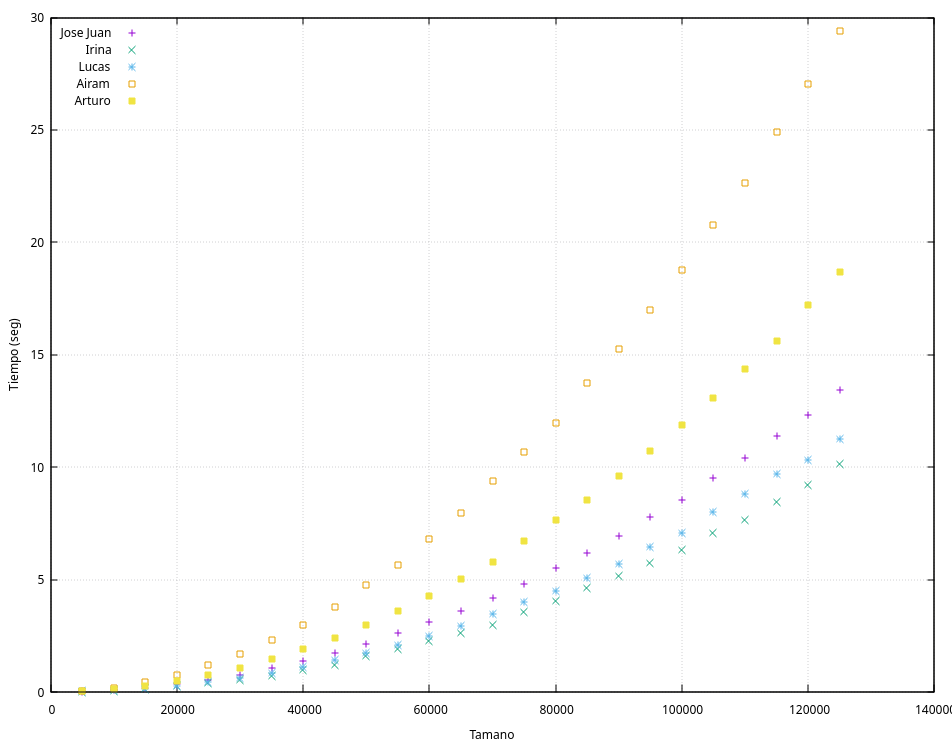 30
25
20
15
10
5
0
Tiempo (seg)
Jose Juan
Irina
Lucas
Airam
Arturo
0 20000 40000 60000 80000 100000 120000 140000
Tamano